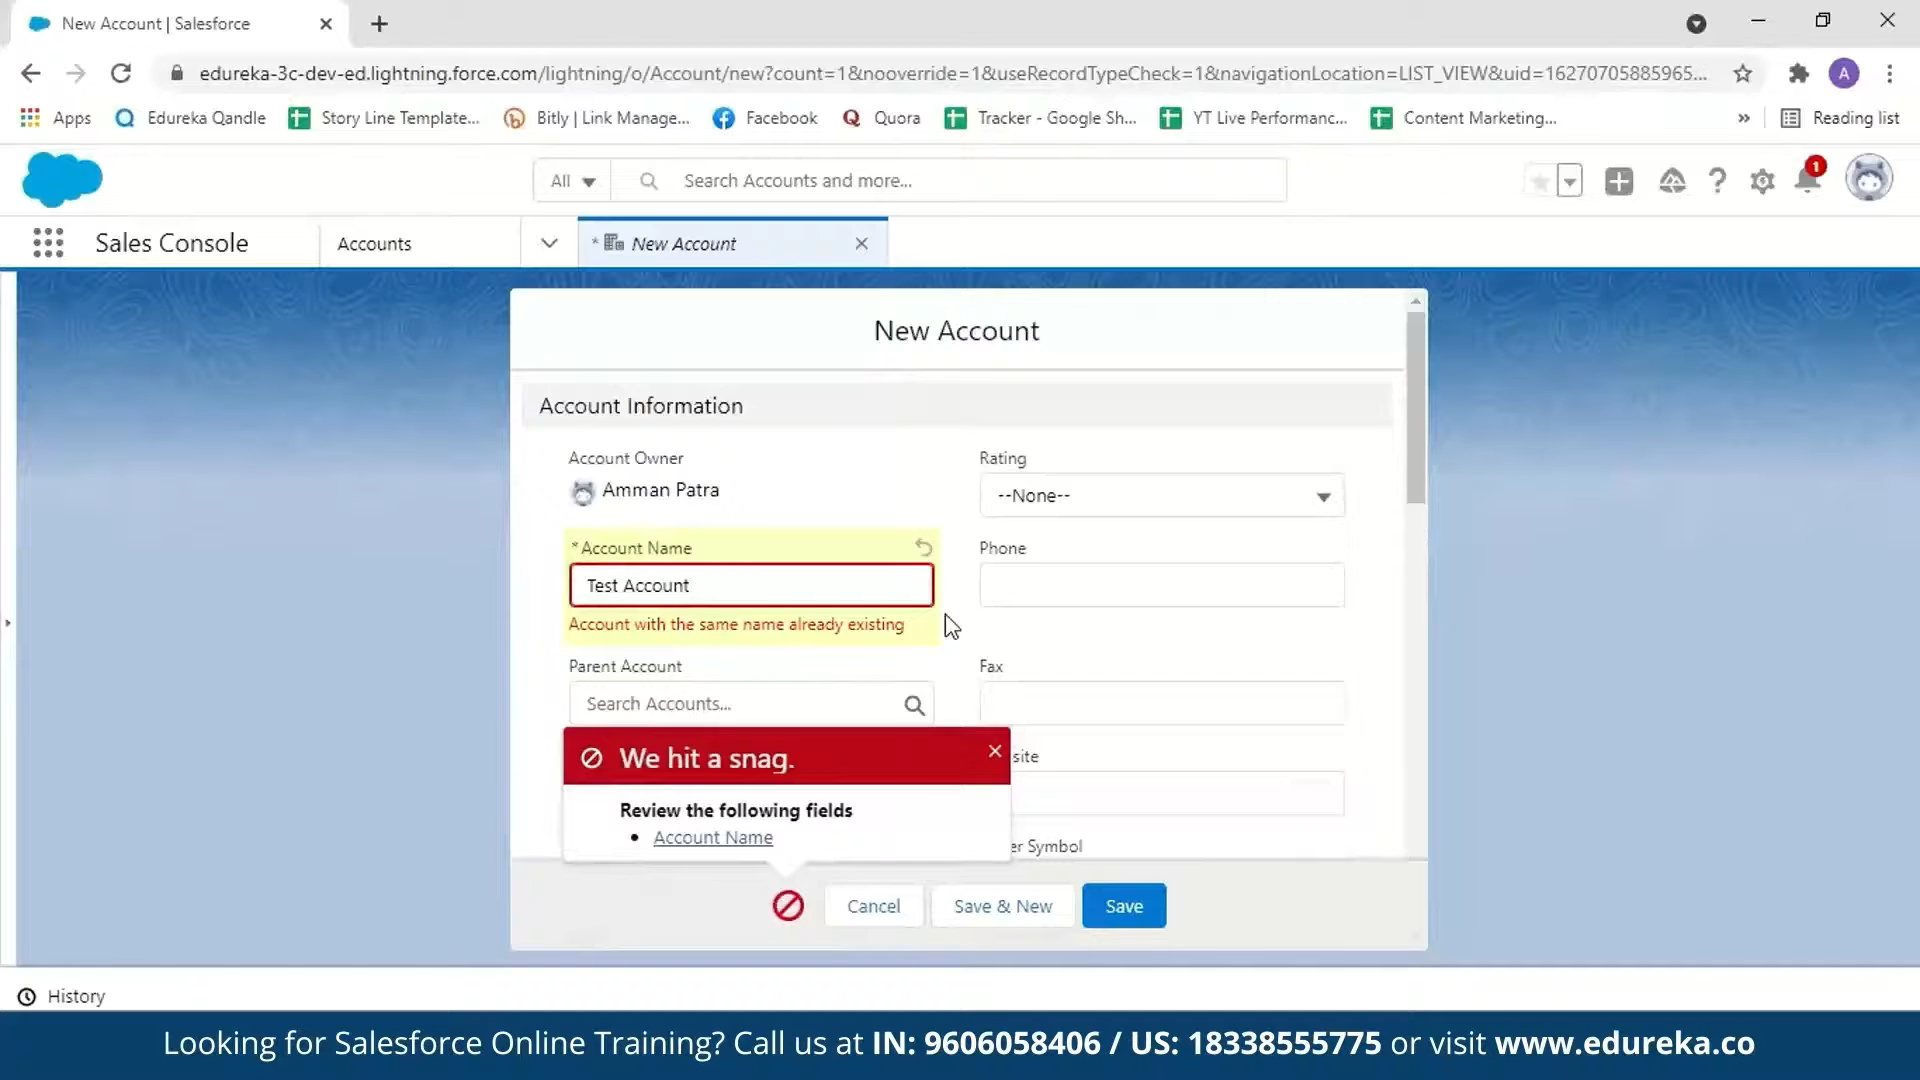 New Account | Salesforce
edureka-3c-dev-ed.lightning.force.com/lightning/o/Account/new?count=1&nooverride=1&useRecordTypeCheck=1&navigationLocation=LIST_VIEW&uid=16270705885965...
A
Apps Edureka Qandle Story Line Template... Bitly | Link Manage... Facebook Quora Tracker - Google Sh... YT Live Performanc... Content Marketing... » Reading list
All Search Accounts and more... 1
Sales Console Accounts * New Account
New Account
Account Information
Account Owner Rating
Amman Patra --None--
*Account Name Phone
Test Account
Account with the same name already existing
Parent Account Fax
Search Accounts...
We hit a snag. site
Review the following fields
• Account Name er Symbol
Cancel Save & New Save
History
Looking for Salesforce Online Training? Call us at IN: 9606058406 / US: 18338555775 or visit www.edureka.co